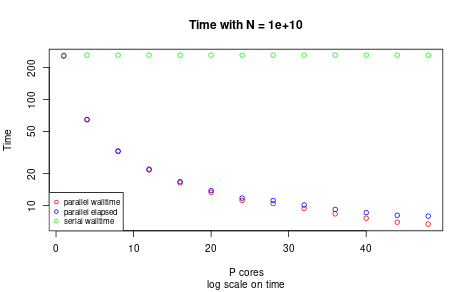 Time with N = 1e+10
Time
200
100
50
20
10
parallel walltime
parallel elapsed
serial walltime
0
10
20
30
40
P cores
log scale on time